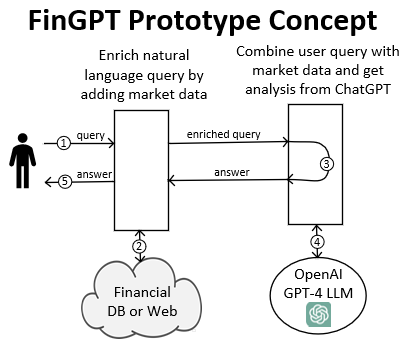 FinGPT Prototype Concept
Enrich natural
language query by
adding market data
Combine user query with
market data and get
analysis from ChatGPT
1
query
enriched query
3
5
answer
answer
2
4
Financial
DB or Web
OpenAI
GPT-4 LLM